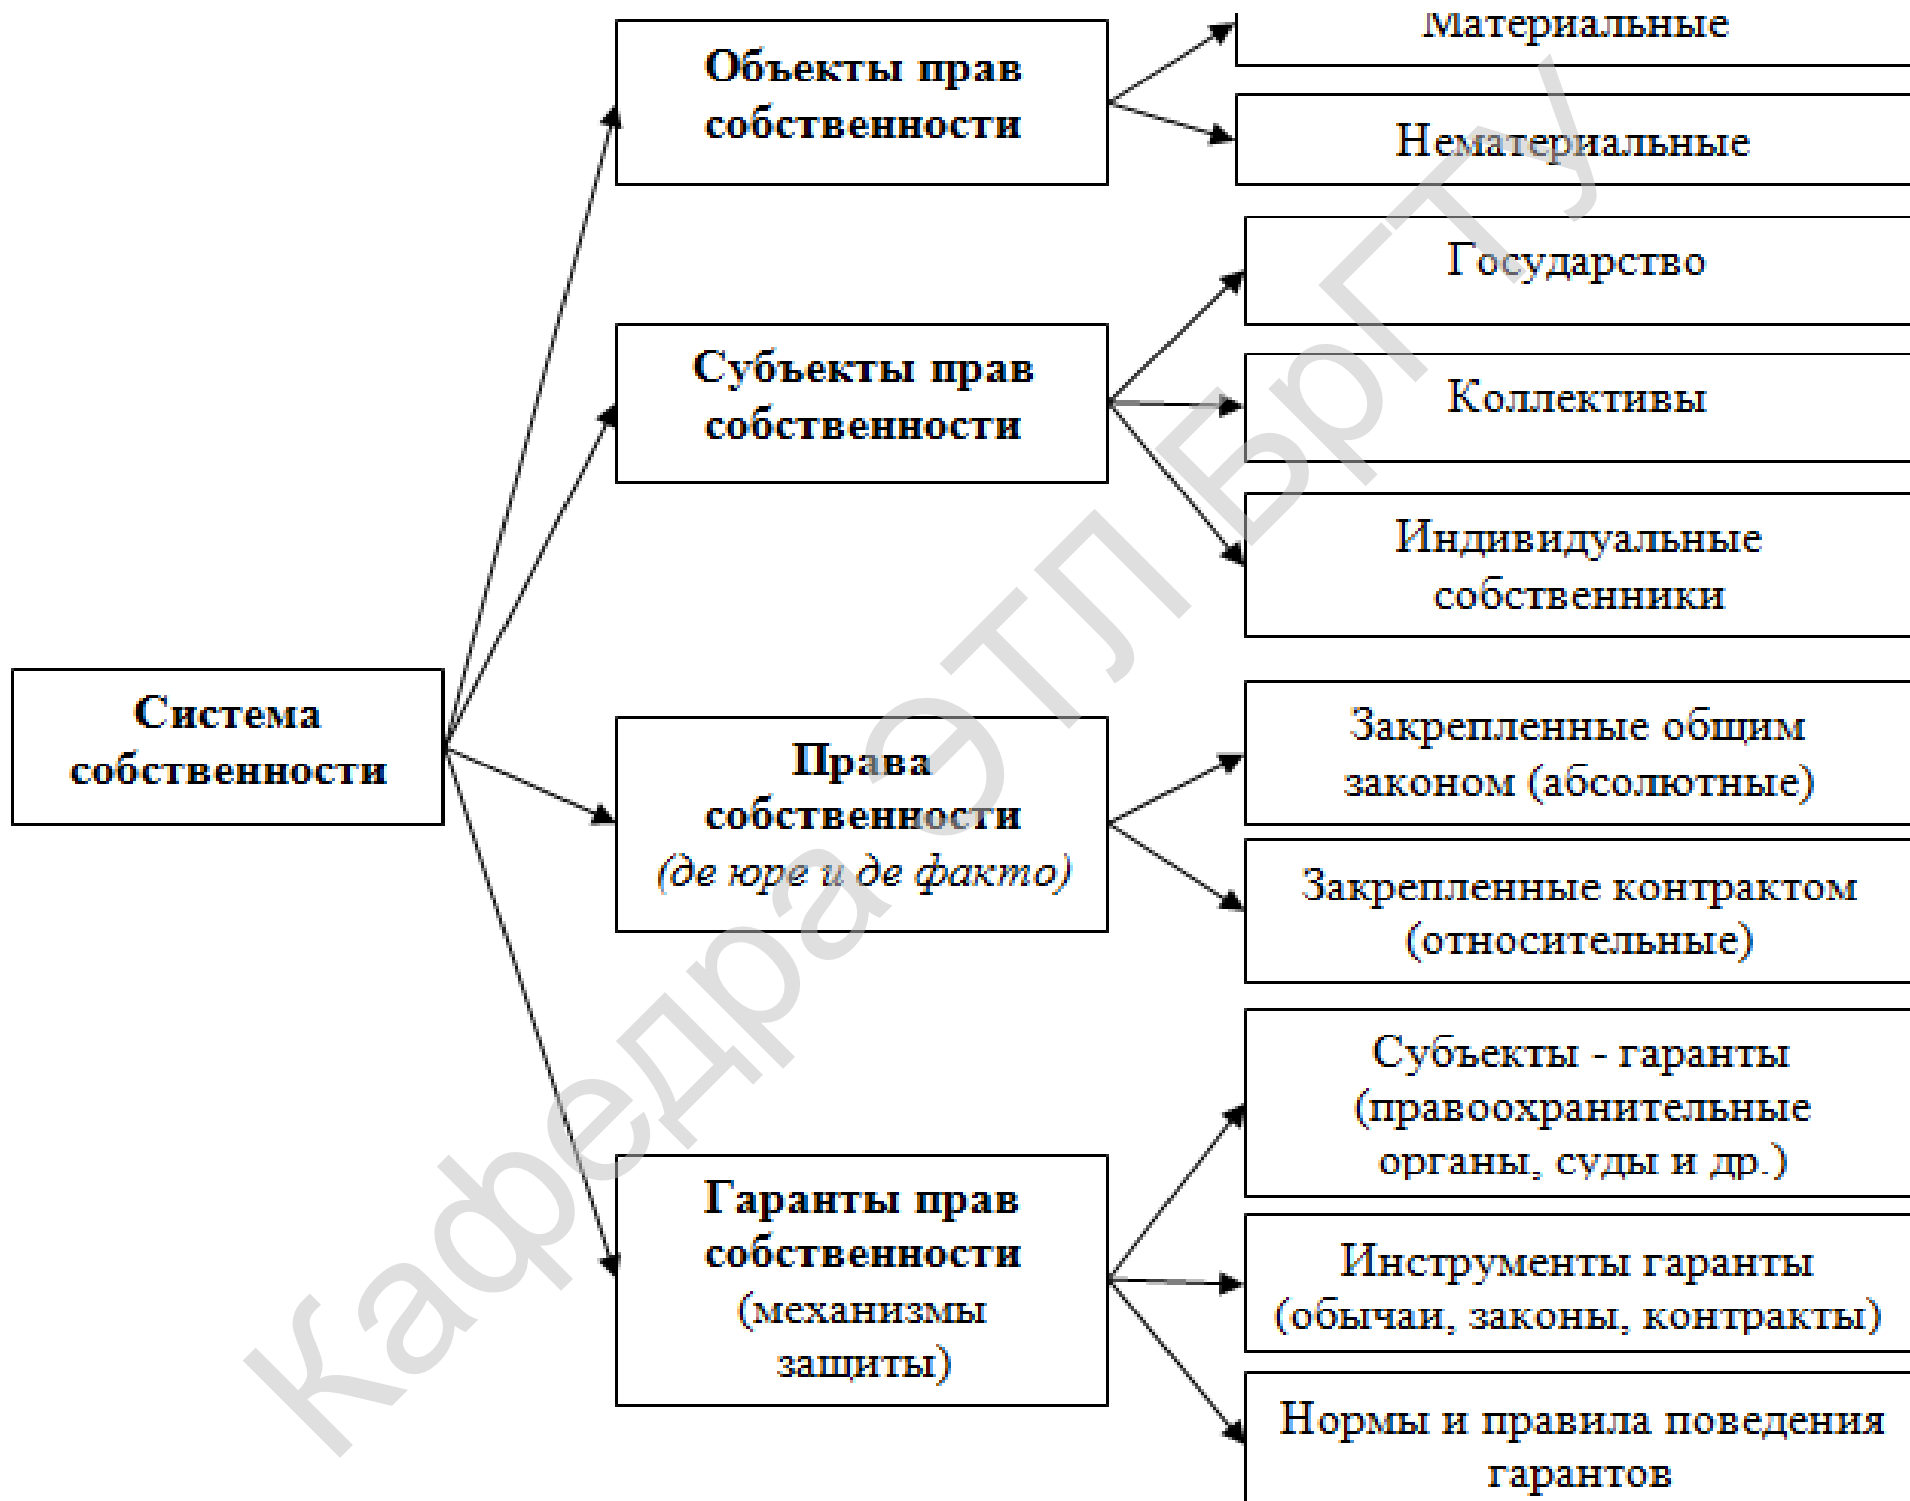 Материальные
Объекты прав
собственности
Нематериальные
Государство
Субъекты прав
собственности
Коллективы
Индивидуальные
собственники
Система
собственности
Права
собственности
(де юре и де факто)
Закрепленные общим
законом (абсолютные)
Закрепленные контрактом
(относительные)
Гаранты прав
собственности
(механизмы
защиты)
Субъекты - гаранты
(правоохранительные
органы, суды и др.)
Инструменты гаранты
(обычаи, законы, контракты)
Нормы и правила поведения
гарантов
Кафедра ЭТЛ БрГТУ